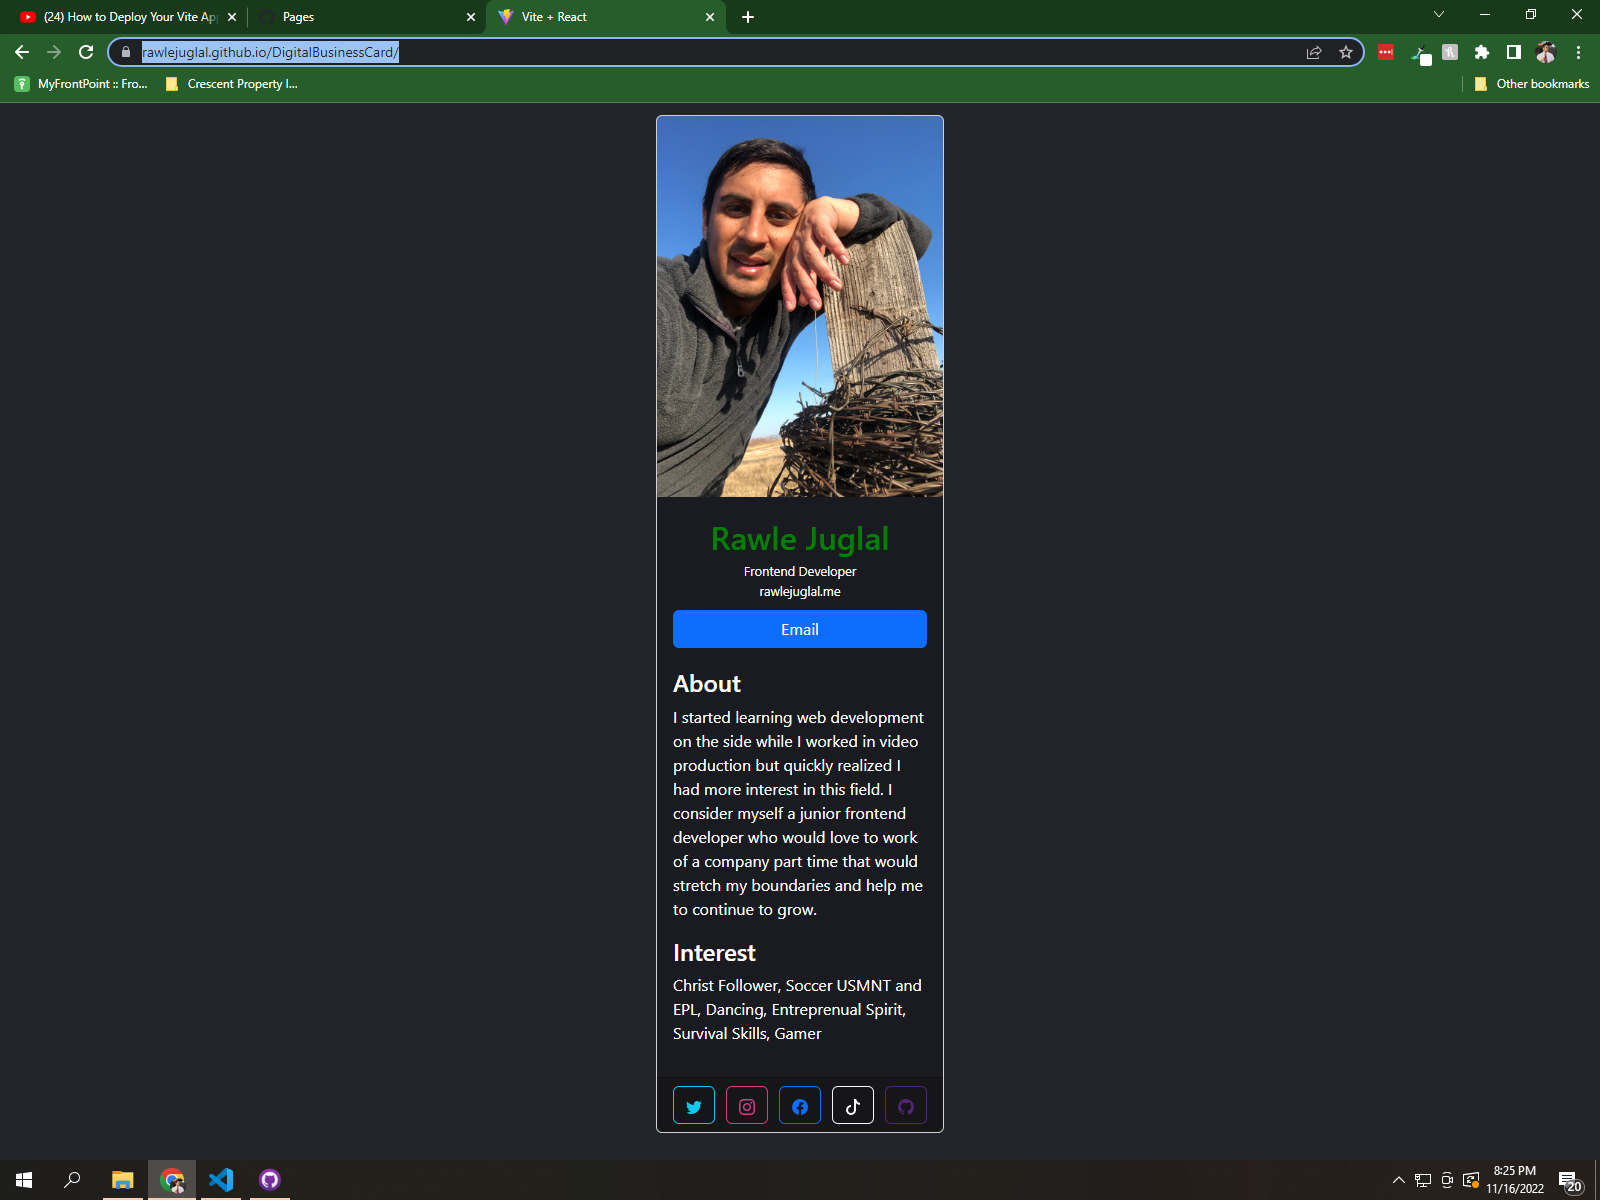 (24) How to Deploy Your Vite Ap
Pages
Vite + React
rawlejuglal.github.io/DigitalBusinessCard/
MyFrontPoint :: Fro...
Crescent Property I...
Other bookmarks
Rawle Juglal
Frontend Developer
rawlejuglal.me
Email
About
I started learning web development
on the side while I worked in video
production but quickly realized I
had more interest in this field. I
consider myself a junior frontend
developer who would love to work
of a company part time that would
stretch my boundaries and help me
to continue to grow.
Interest
Christ Follower, Soccer USMNT and
EPL, Dancing, Entreprenual Spirit,
Survival Skills, Gamer
8:25 PM
11/16/2022
20